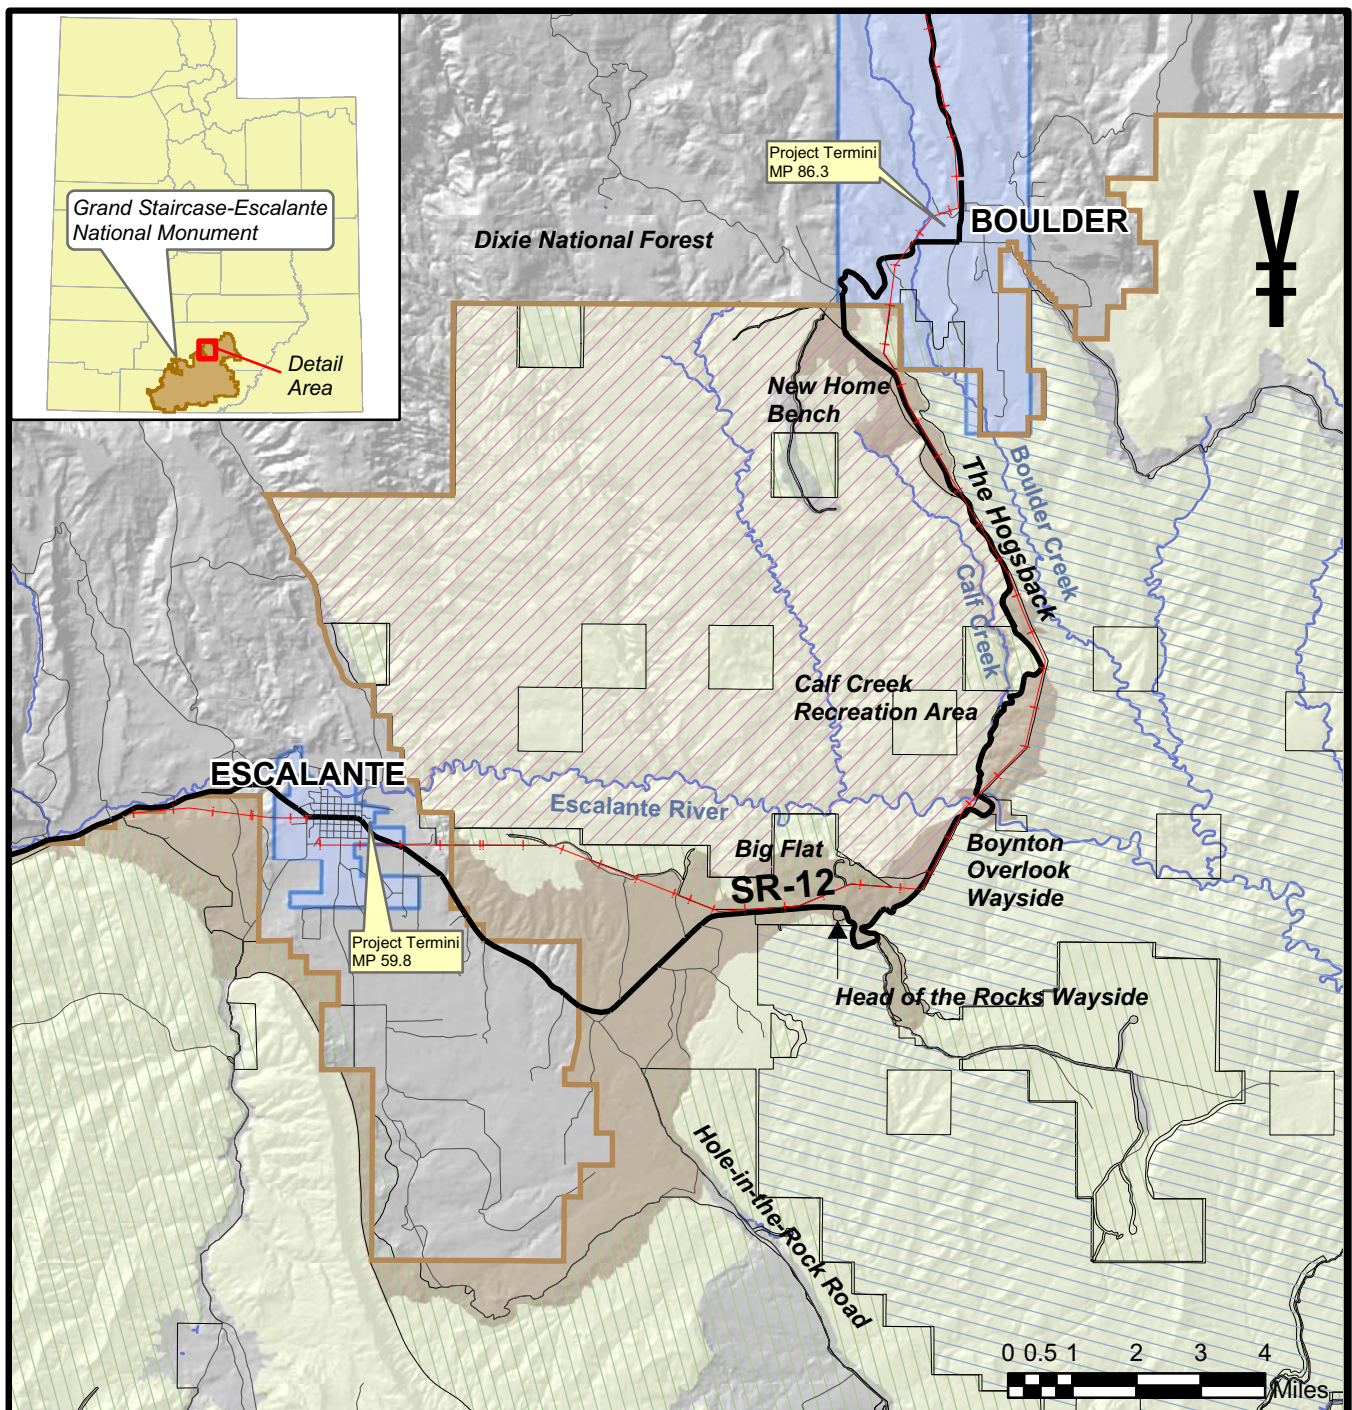 Grand Staircase-Escalante
National Monument
Detail
Area
Project Termini
MP 86.3
BOULDER
¥
Dixie National Forest
New Home
Bench
The Hogsback
Boulder Creek
Calf Creek
Calf Creek
Recreation Area
ESCALANTE
Escalante River
Big Flat
SR-12
Boynton
Overlook
Wayside
Project Termini
MP 59.8
Head of the Rocks Wayside
Hole-in-the-Rock Road
0 0.5 1 2 3 4
Miles